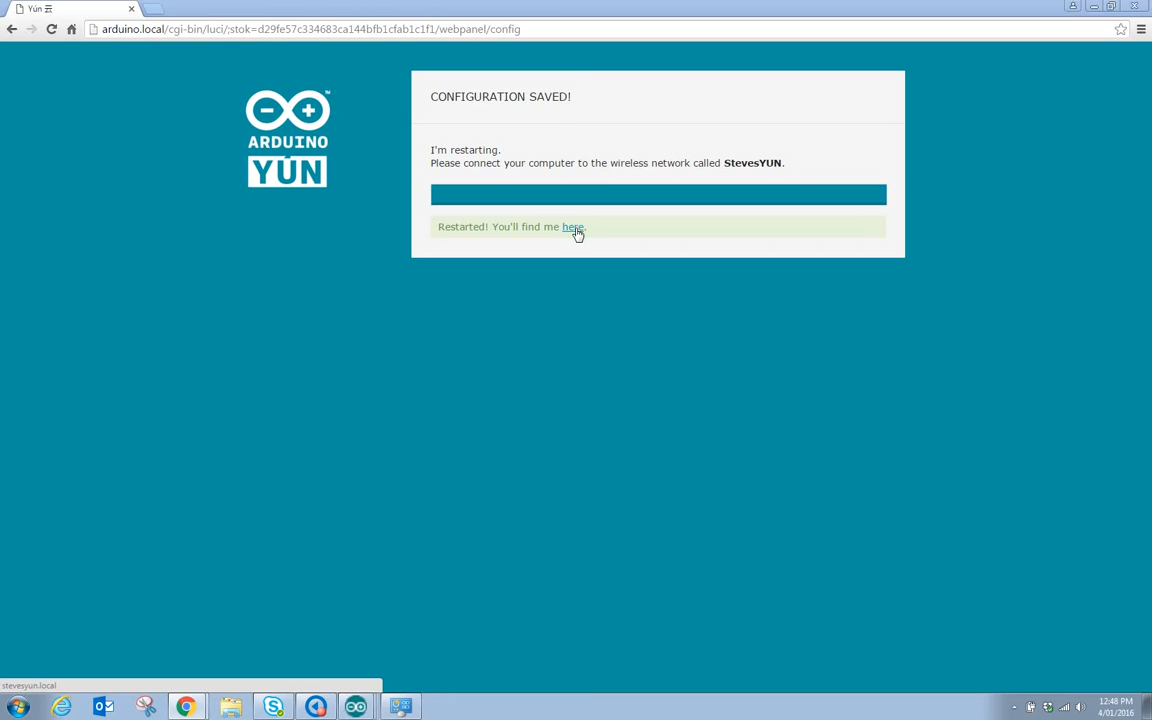 Yún 云
arduino.local/cgi-bin/luci/;stok=d29fe57c334683ca144bfb1cfab1c1f1/webpanel/config
ARDUINO
YÚN
TM
CONFIGURATION SAVED!
I'm restarting.
Please connect your computer to the wireless network called StevesYUN.
Restarted! You'll find me here.
stevesyun.local
12:48 PM
4/01/2016